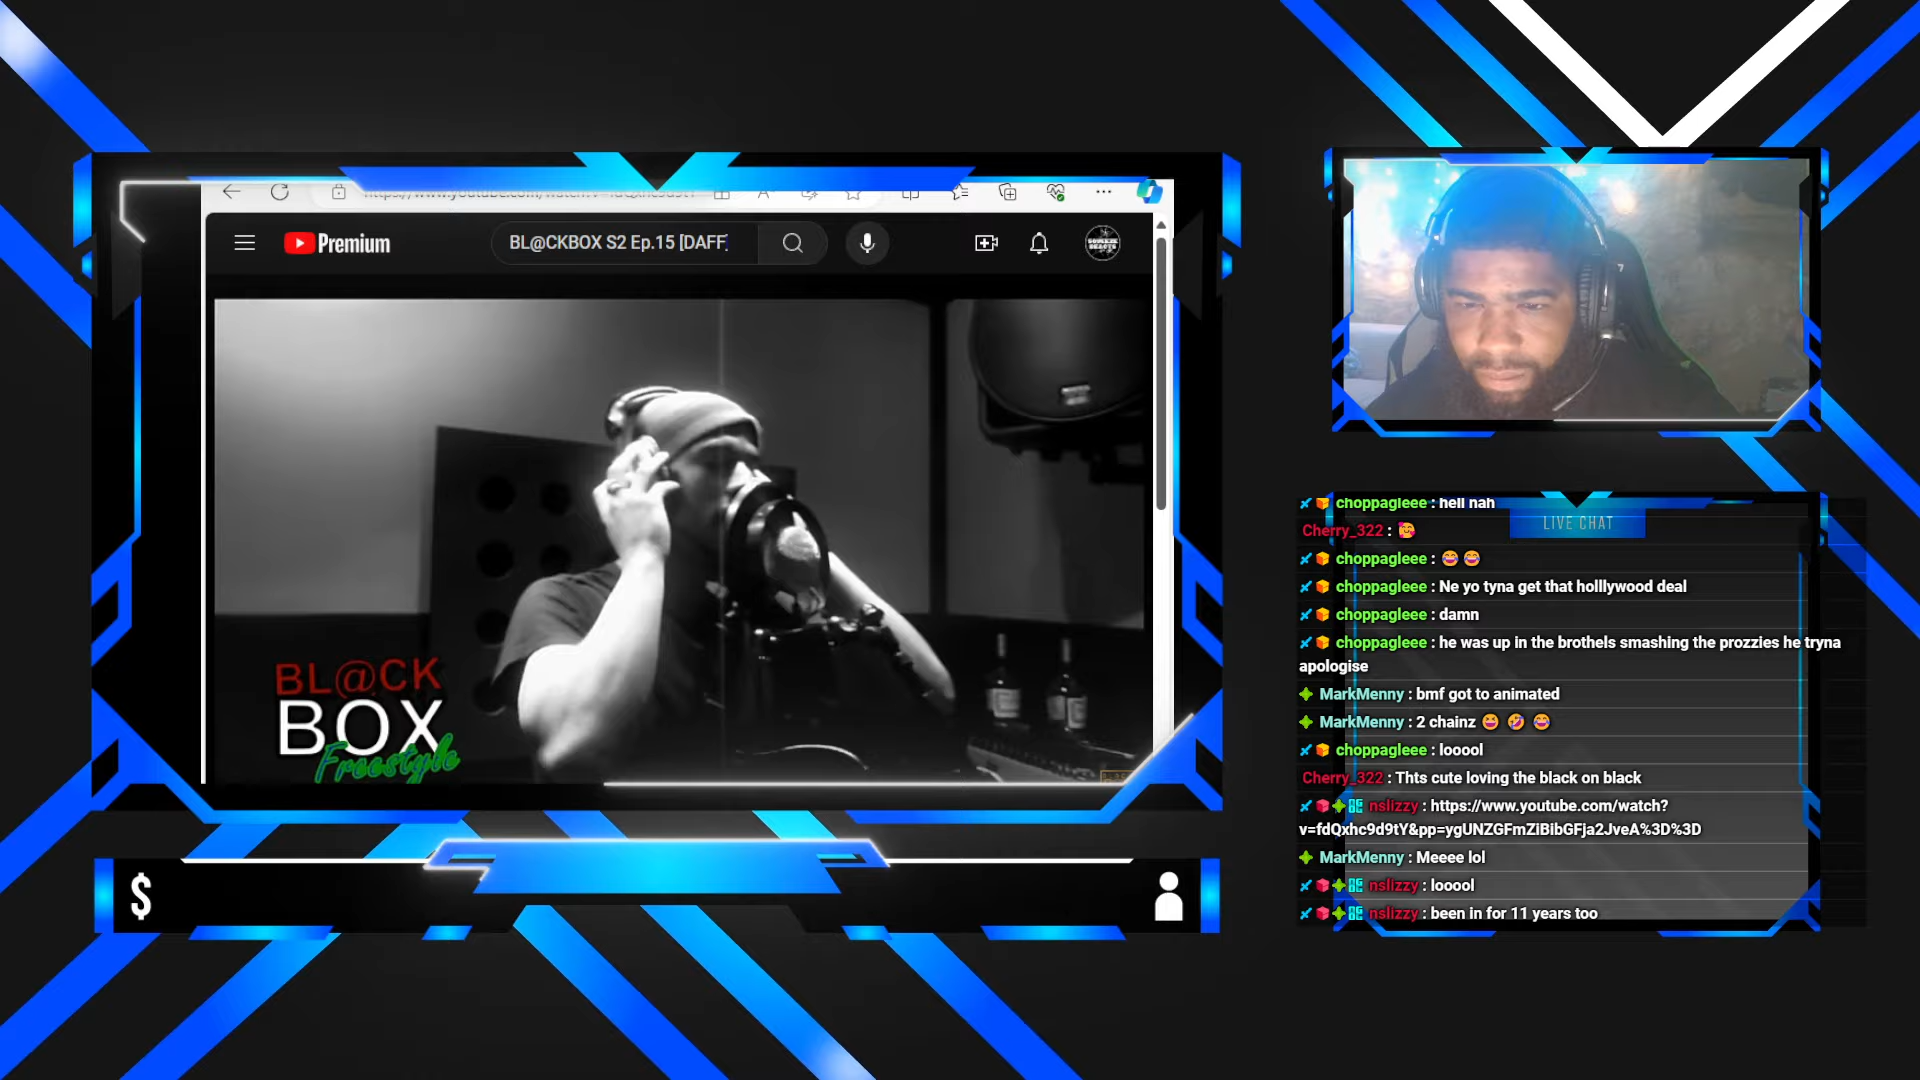 Premium
BL@CKBOX S2 Ep.15 [DAFF
BL@CK
BOX
Freestyle
$
LIVE CHAT
choppagleee : hell nah
Cherry_322 : 🥰
choppagleee : 😂 😂
choppagleee : Ne yo tyna get that holllywood deal
choppagleee : damn
choppagleee : he was up in the brothels smashing the prozzies he tryna
apologise
MarkMenny : bmf got to animated
MarkMenny : 2 chainz 😆 🤣 😂
choppagleee : looool
Cherry_322 : Thts cute loving the black on black
nslizzy : https://www.youtube.com/watch?
v=fdQxhc9d9tY&pp=ygUNZGFmZiBibGFja2JveA%3D%3D
MarkMenny : Meeee lol
nslizzy : looool
nslizzy : been in for 11 years too